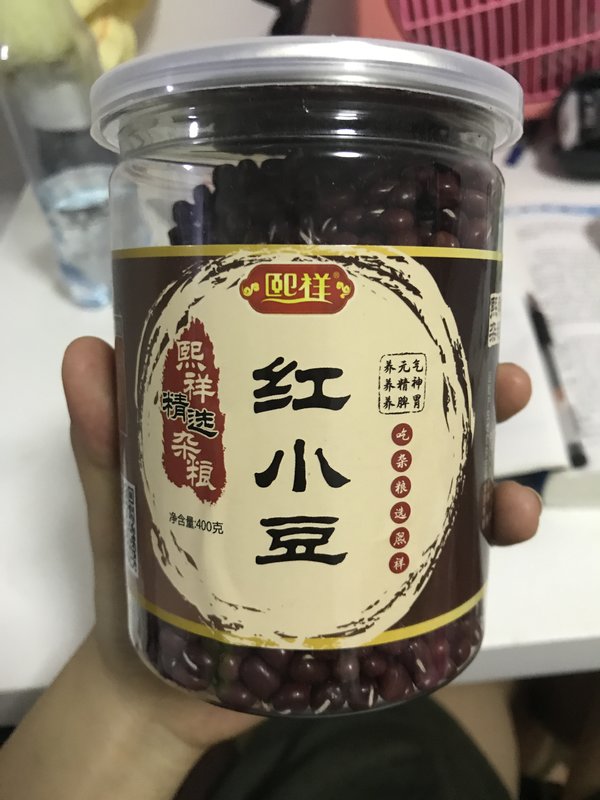 熙祥®
熙祥
精选
杂粮
红小豆
净含量:400克
养元气
养精神
养脾胃
吃杂粮选熙祥